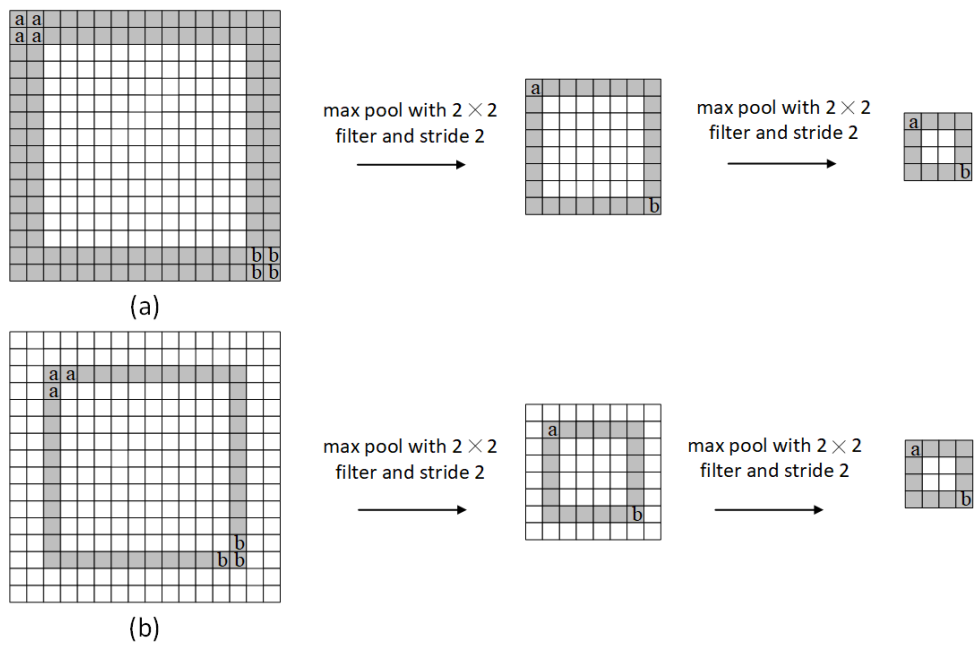 a a
a a
max pool with 2 × 2
filter and stride 2
a
b
max pool with 2 × 2
filter and stride 2
a
b
b b
b b
(a)
a a
a
max pool with 2 × 2
filter and stride 2
a
b
max pool with 2 × 2
filter and stride 2
a
b
b
b b
(b)